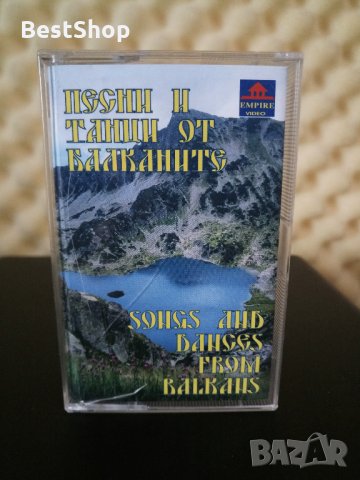 BestShop
EMPIRE
VIDEO
ПЕСНИ И
ТАНЦИ ОТ
БАЛКАНИТЕ
SONGS AND
DANCES
FROM
BALKANS
BAZAR